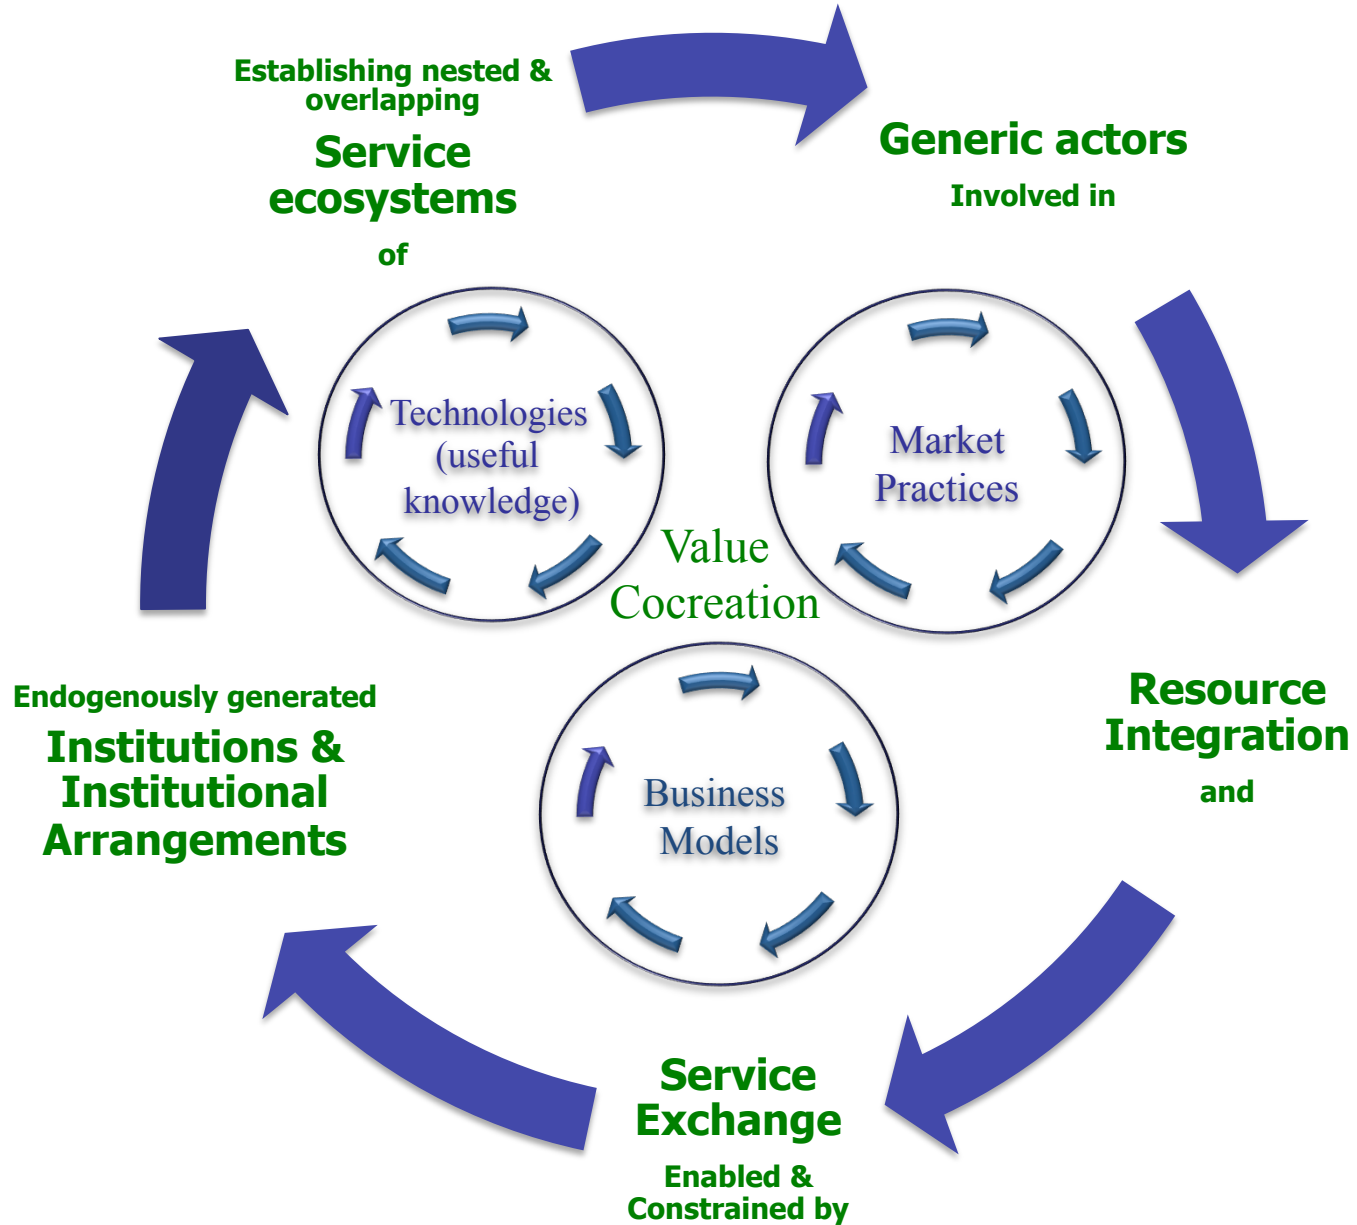 Establishing nested &
overlapping
Service
ecosystems
of
Generic actors
Involved in
Resource
Integration
and
Service
Exchange
Enabled &
Constrained by
Endogenously generated
Institutions &
Institutional
Arrangements
Technologies
(useful
knowledge)
Market
Practices
Value
Cocreation
Business
Models